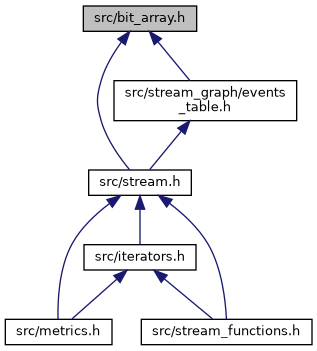 src/bit_array.h
src/stream_graph/events
_table.h
src/stream.h
src/iterators.h
src/metrics.h
src/stream_functions.h